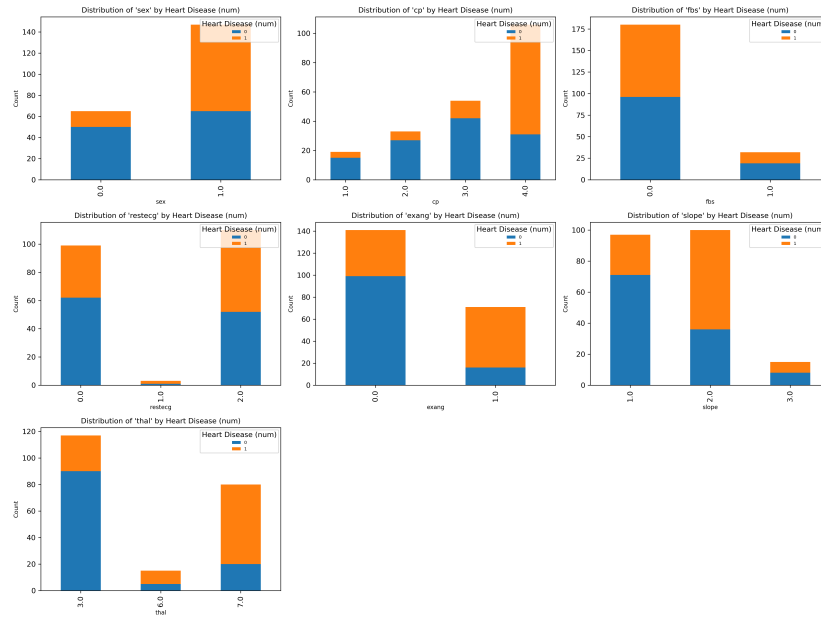 Distribution of 'sex' by Heart Disease (num)
Heart Disease (num)
0
1
140
120
100
80
60
40
20
0
Count
0.0
1.0
sex
Distribution of 'cp' by Heart Disease (num)
Heart Disease (num)
0
1
100
80
60
40
20
0
Count
1.0
2.0
3.0
4.0
cp
Distribution of 'fbs' by Heart Disease (num)
Heart Disease (num)
0
1
175
150
125
100
75
50
25
0
Count
0.0
1.0
fbs
Distribution of 'restecg' by Heart Disease (num)
Heart Disease (num)
0
1
100
80
60
40
20
0
Count
0.0
1.0
2.0
restecg
Distribution of 'exang' by Heart Disease (num)
Heart Disease (num)
0
1
140
120
100
80
60
40
20
0
Count
0.0
1.0
exang
Distribution of 'slope' by Heart Disease (num)
Heart Disease (num)
0
1
100
80
60
40
20
0
Count
1.0
2.0
3.0
slope
Distribution of 'thal' by Heart Disease (num)
Heart Disease (num)
0
1
120
100
80
60
40
20
0
Count
3.0
6.0
7.0
thal